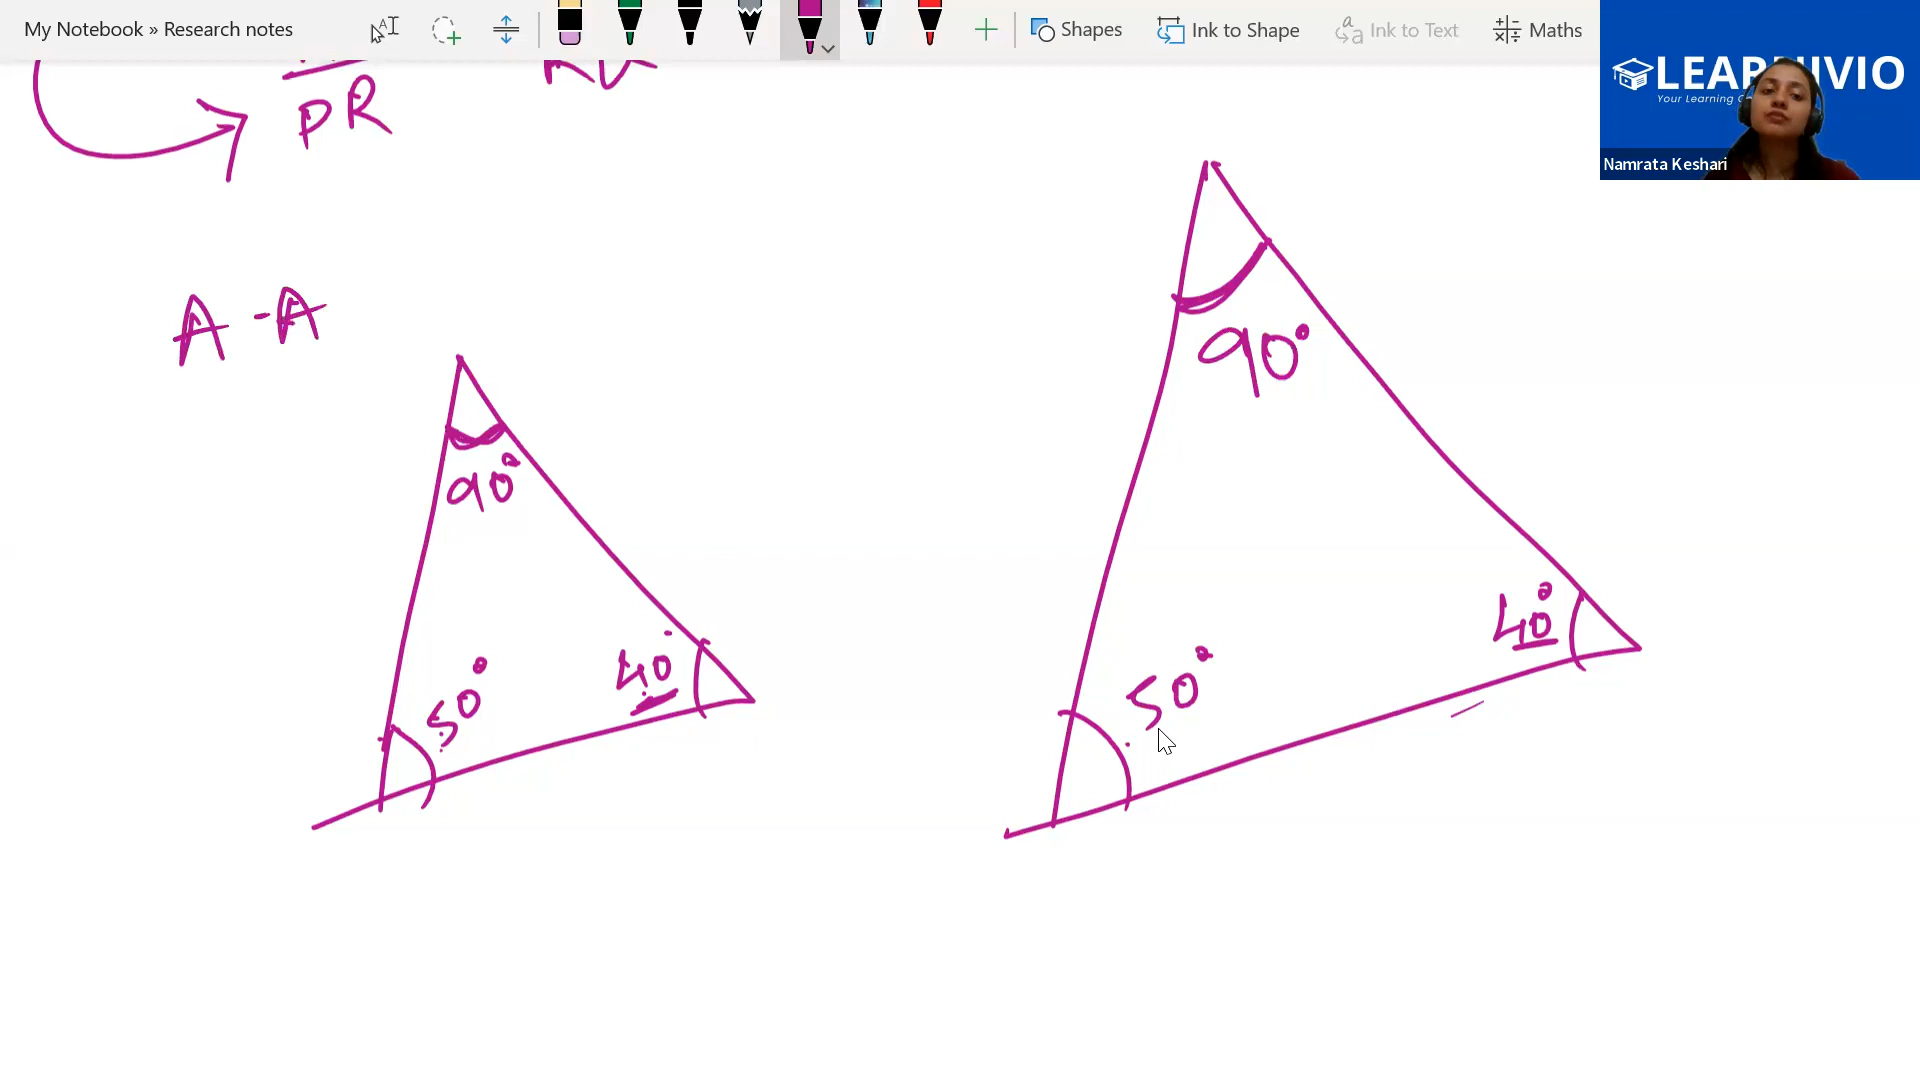 My Notebook » Research notes
Shapes
Ink to Shape
Ink to Text
Maths
Your Learning
Namrata Keshari
PR
A - A
90°
90°
40°
50°
40°
50°